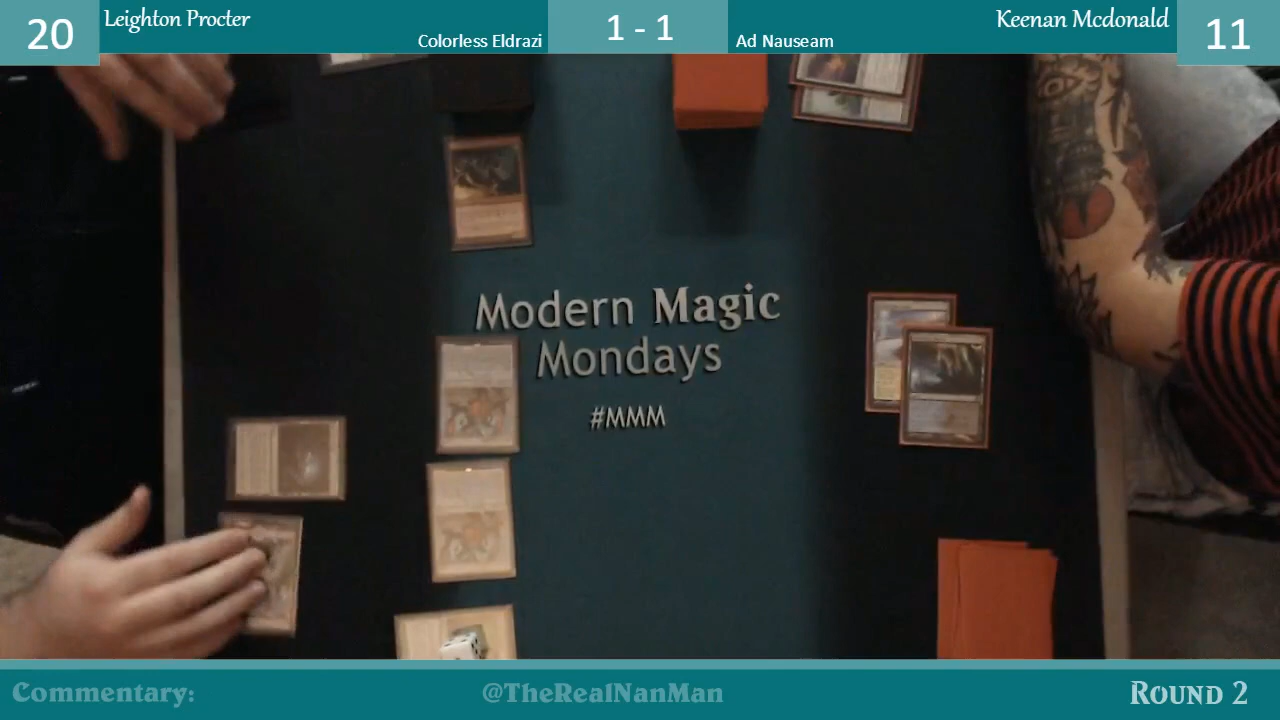 20
Leighton Procter
Colorless Eldrazi
1 - 1
Keenan Mcdonald
Ad Nauseam
11
Modern Magic
Mondays
#MMM
Commentary:
@TheRealNanMan
Round 2